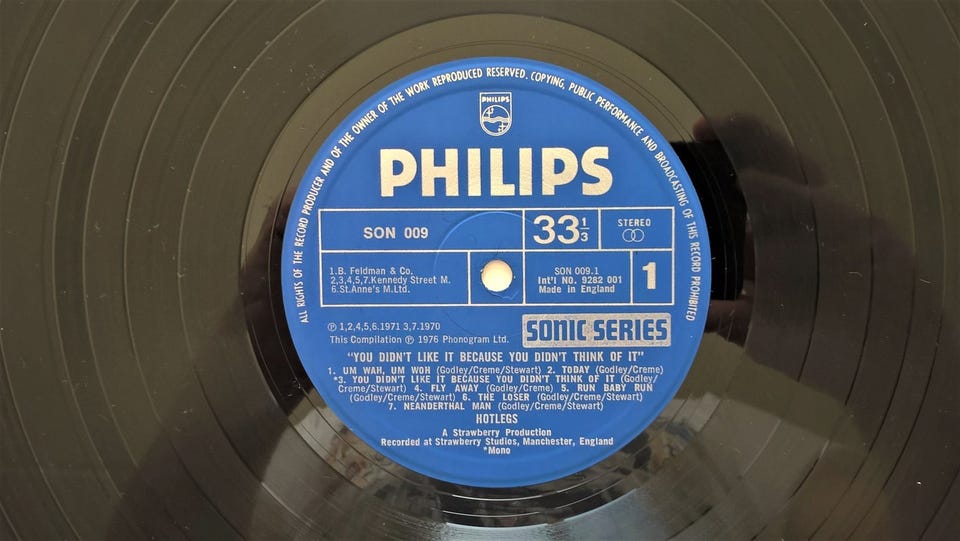 ALL RIGHTS OF THE RECORD PRODUCER AND OF THE OWNER OF THE WORK REPRODUCED RESERVED. COPYING, PUBLIC PERFORMANCE AND BROADCASTING OF THIS RECORD PROHIBITED
PHILIPS
PHILIPS
SON 009
33 1/3
STEREO
1.B. Feldman & Co.
2,3,4,5,7.Kennedy Street M.
6.St.Anne's M.Ltd.
SON 009.1
Int'l No. 9282 001
Made in England
1
℗ 1,2,4,5,6.1971 3,7.1970
This Compilation ℗ 1976 Phonogram Ltd.
SONIC SERIES
"YOU DIDN'T LIKE IT BECAUSE YOU DIDN'T THINK OF IT"
1. UM WAH, UM WOH (Godley/Creme/Stewart) 2. TODAY (Godley/Creme)
*3. YOU DIDN'T LIKE IT BECAUSE YOU DIDN'T THINK OF IT (Godley/
Creme/Stewart) 4. FLY AWAY (Godley/Creme) 5. RUN BABY RUN
(Godley/Creme/Stewart) 6. THE LOSER (Godley/Creme/Stewart)
7. NEANDERTHAL MAN (Godley/Creme/Stewart)
HOTLEGS
A Strawberry Production
Recorded at Strawberry Studios, Manchester, England
*Mono